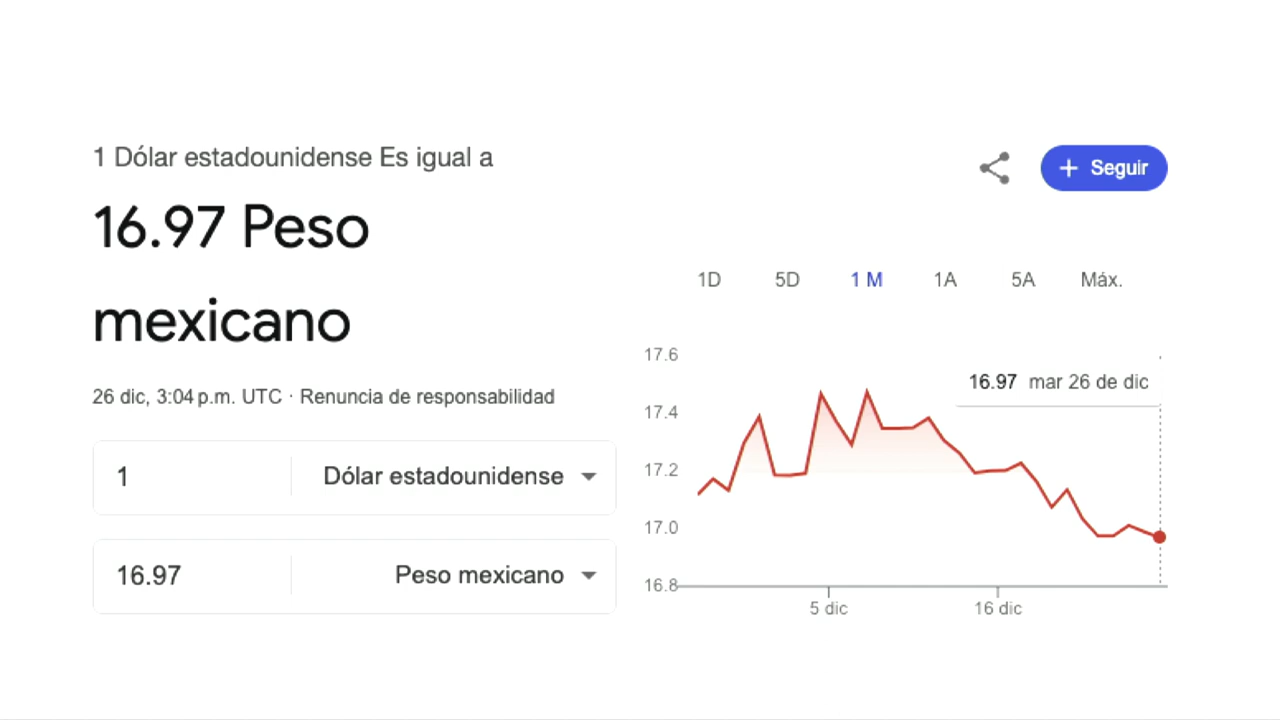 1 Dólar estadounidense Es igual a
16.97 Peso
mexicano
26 dic, 3:04 p.m. UTC · Renuncia de responsabilidad
1 Dólar estadounidense
16.97 Peso mexicano
+ Seguir
1D 5D 1 M 1A 5A Máx.
17.6
16.97 mar 26 de dic
17.4
17.2
17.0
16.8
5 dic 16 dic